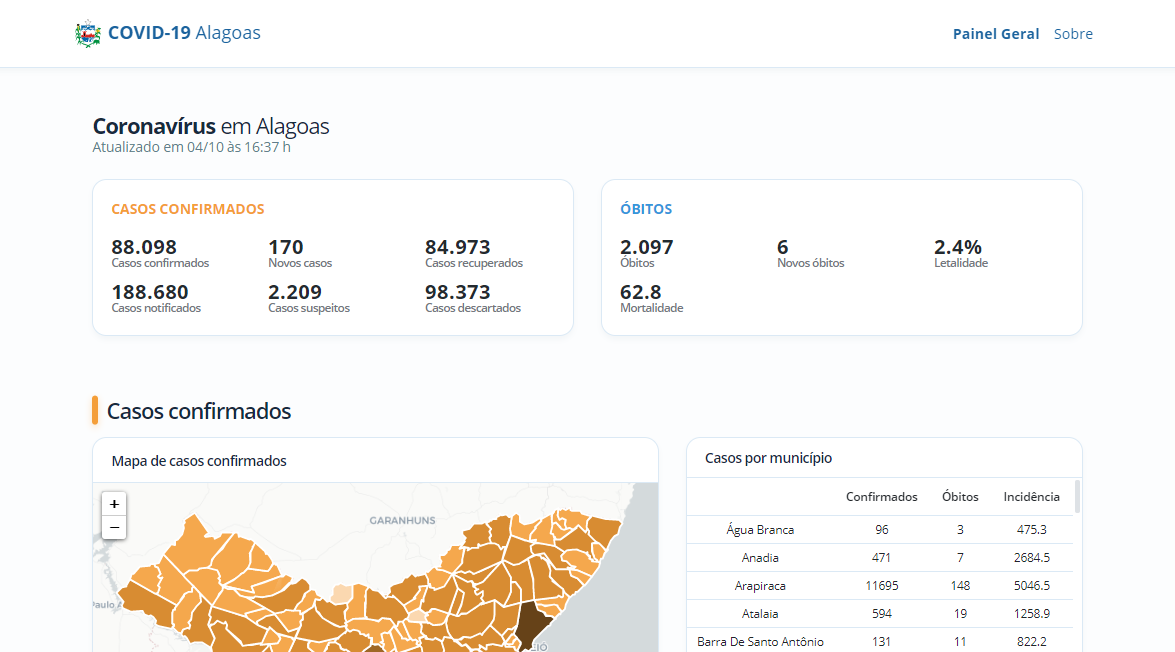 COVID-19 Alagoas
Painel Geral Sobre
Coronavírus em Alagoas
Atualizado em 04/10 às 16:37 h
CASOS CONFIRMADOS
88.098 170 84.973
Casos confirmados Novos casos Casos recuperados
188.680 2.209 98.373
Casos notificados Casos suspeitos Casos descartados
ÓBITOS
2.097 6 2.4%
Óbitos Novos óbitos Letalidade
62.8
Mortalidade
Casos confirmados
Mapa de casos confirmados
+
−
GARANHUNS
Paulo A
Casos por município
Confirmados Óbitos Incidência
Água Branca 96 3 475.3
Anadia 471 7 2684.5
Arapiraca 11695 148 5046.5
Atalaia 594 19 1258.9
Barra De Santo Antônio 131 11 822.2